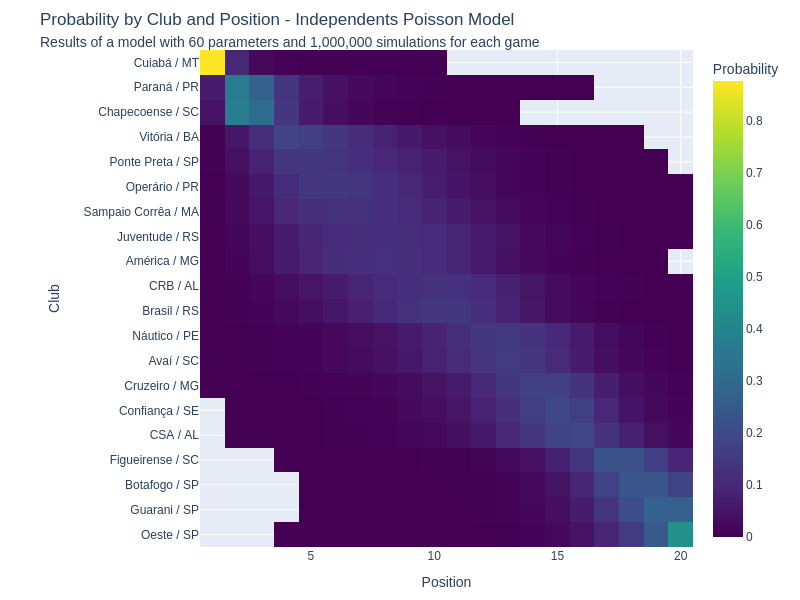 Probability by Club and Position - Independents Poisson Model
Results of a model with 60 parameters and 1,000,000 simulations for each game
Probability
Cuiabá / MT
Paraná / PR
Chapecoense / SC
Vitória / BA
Ponte Preta / SP
Operário / PR
Sampaio Corrêa / MA
Juventude / RS
América / MG
CRB / AL
Brasil / RS
Náutico / PE
Avaí / SC
Cruzeiro / MG
Confiança / SE
CSA / AL
Figueirense / SC
Botafogo / SP
Guarani / SP
Oeste / SP
Club
5
10
15
20
Position
0.8
0.7
0.6
0.5
0.4
0.3
0.2
0.1
0